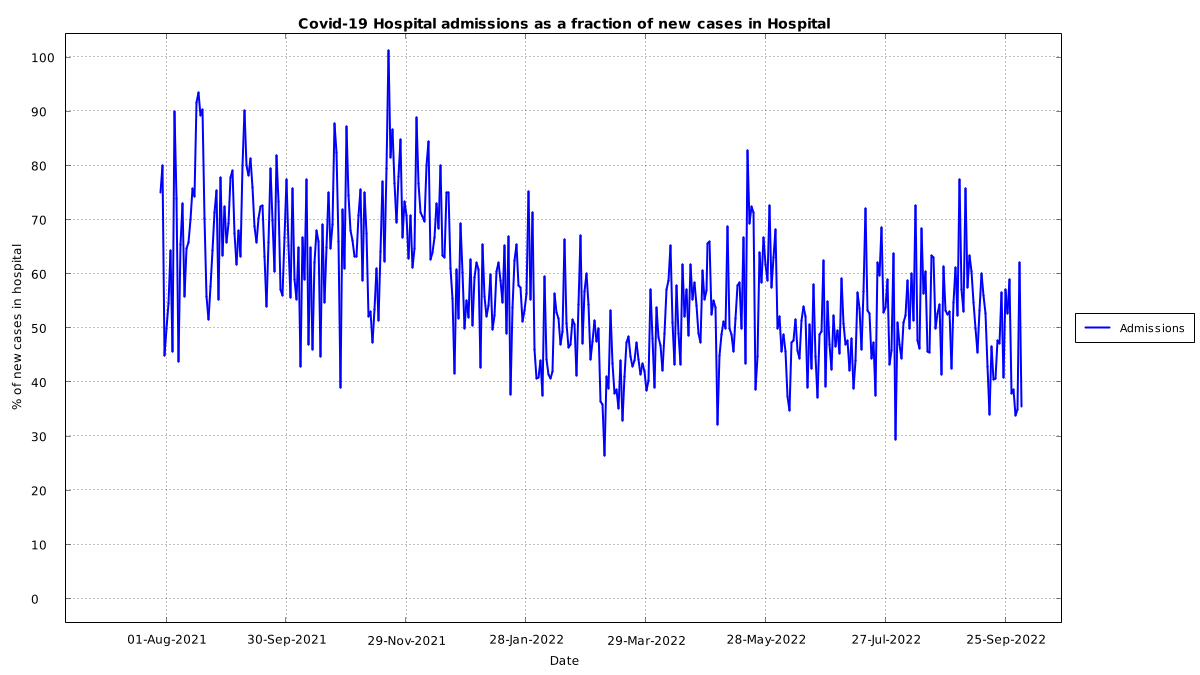 Covid-19 Hospital admissions as a fraction of new cases in Hospital
100
90
80
70
60
50
40
30
20
10
0
% of new cases in hospital
01-Aug-2021
30-Sep-2021
29-Nov-2021
28-Jan-2022
29-Mar-2022
28-May-2022
27-Jul-2022
25-Sep-2022
Date
Admissions